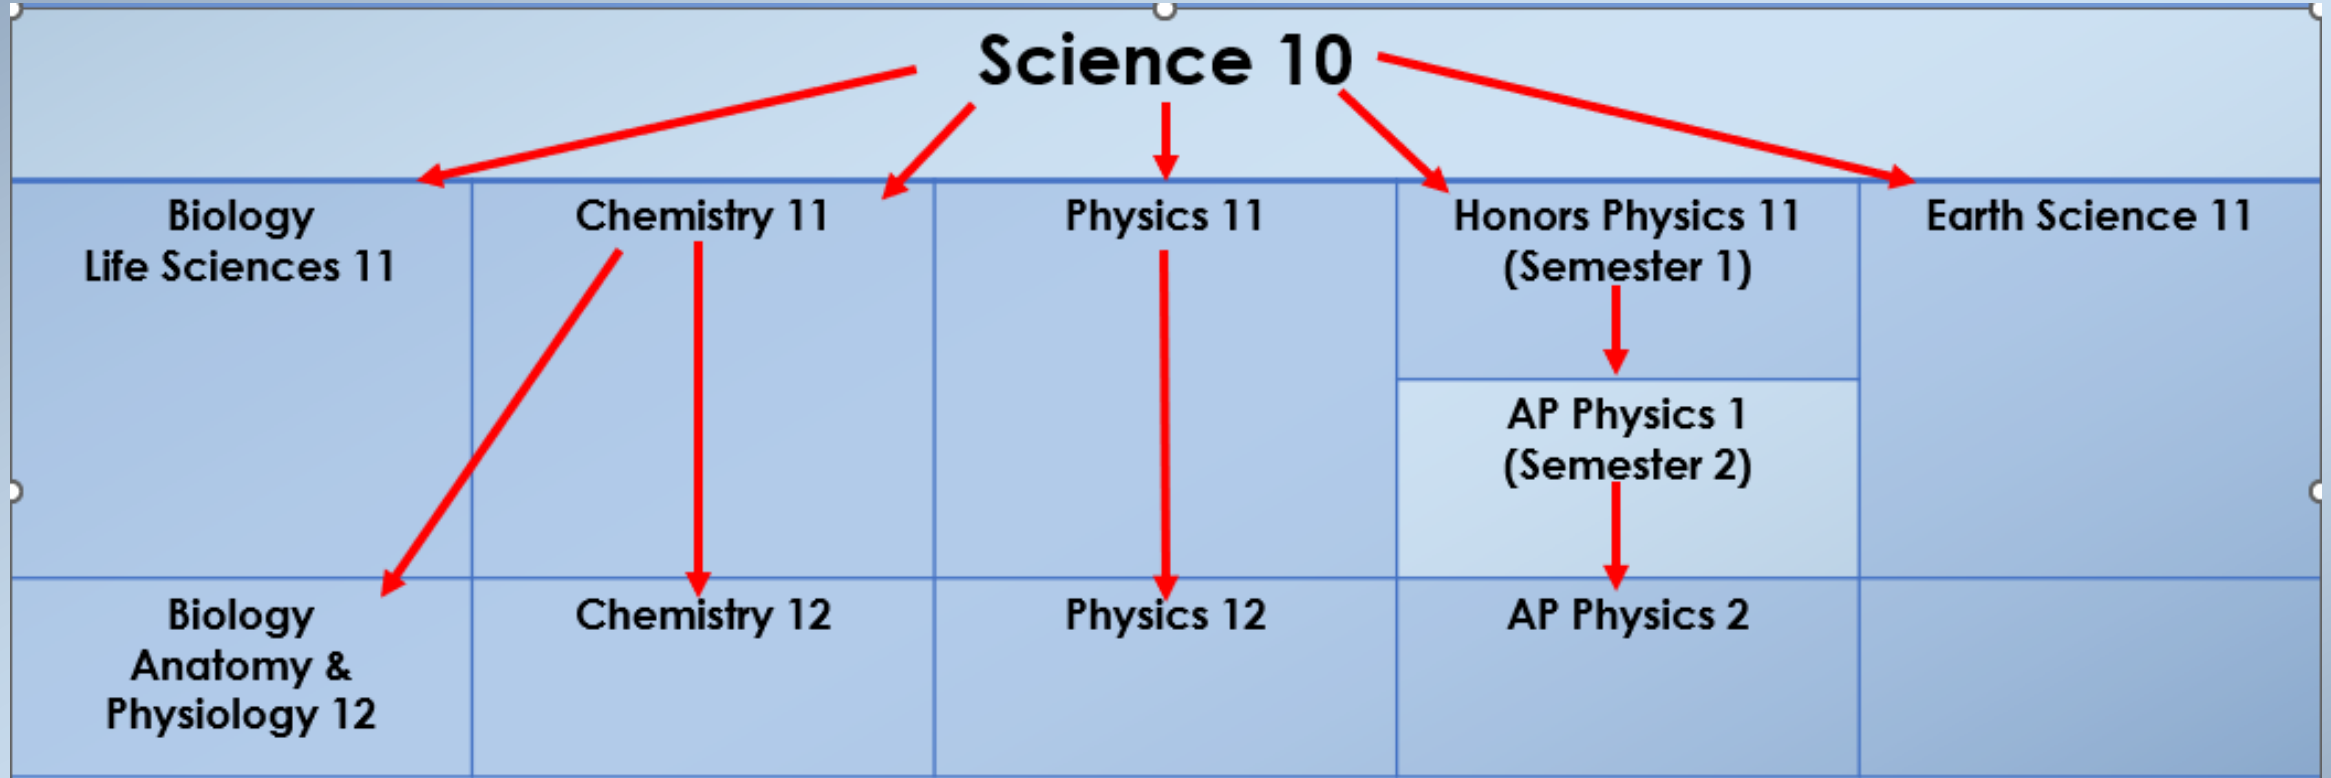 Science 10
Biology
Life Sciences 11
Chemistry 11
Physics 11
Honors Physics 11
(Semester 1)
Earth Science 11
AP Physics 1
(Semester 2)
Biology
Anatomy &
Physiology 12
Chemistry 12
Physics 12
AP Physics 2